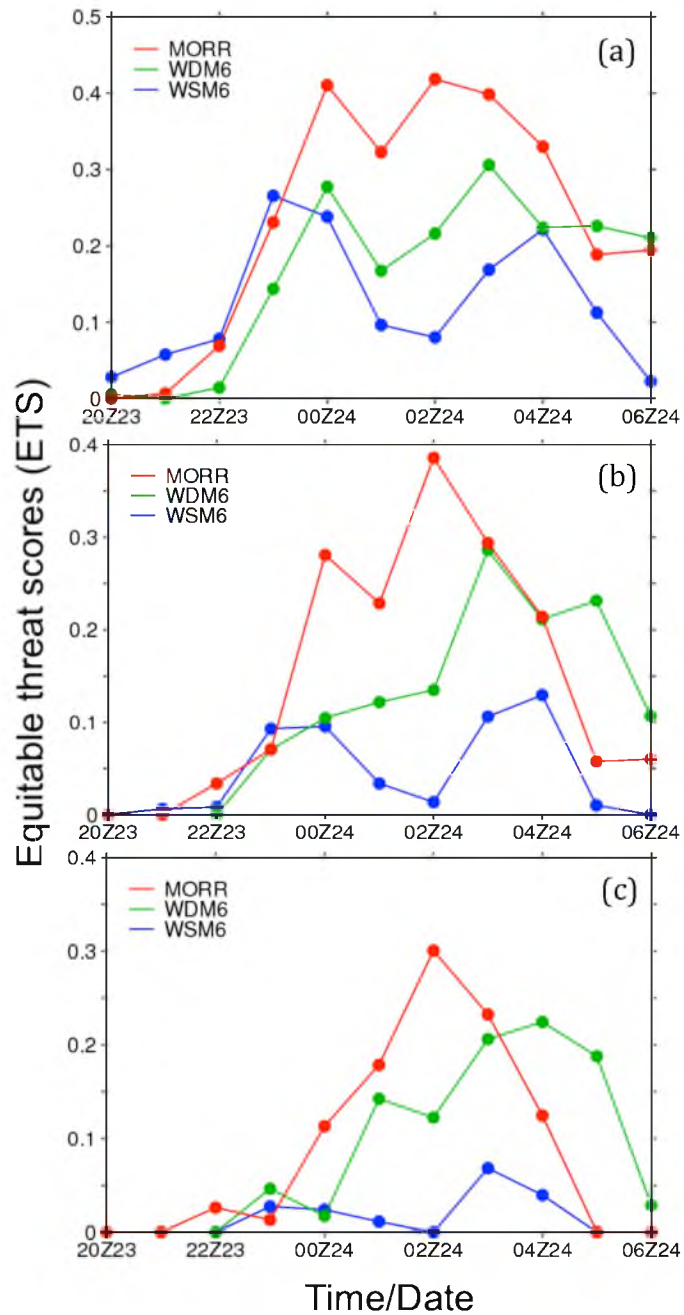 Equitable threat scores (ETS)
0.5
(a)
MORR
WDM6
WSM6
0.4
0.3
0.2
0.1
0
20Z23 22Z23 00Z24 02Z24 04Z24 06Z24
0.4
(b)
MORR
WDM6
WSM6
0.3
0.2
0.1
0
20Z23 22Z23 00Z24 02Z24 04Z24 06Z24
0.4
(c)
MORR
WDM6
WSM6
0.3
0.2
0.1
0
20Z23 22Z23 00Z24 02Z24 04Z24 06Z24
Time/Date